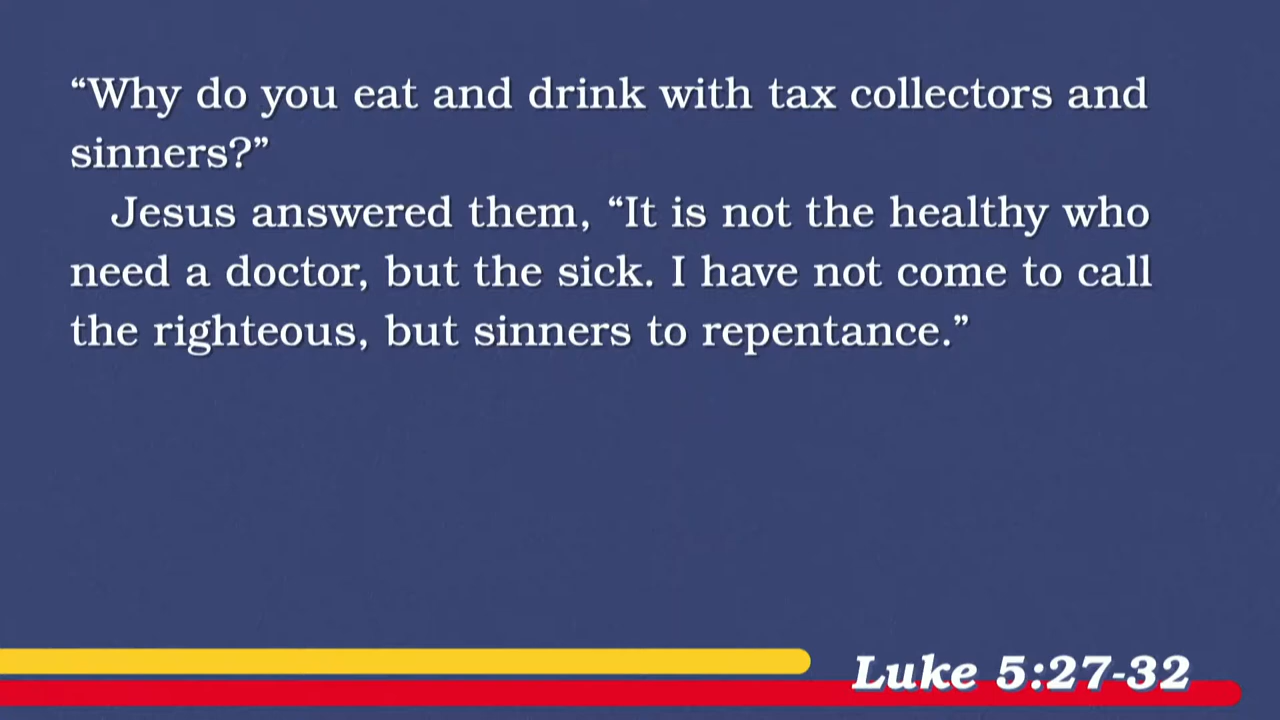 “Why do you eat and drink with tax collectors and
sinners?”
Jesus answered them, “It is not the healthy who
need a doctor, but the sick. I have not come to call
the righteous, but sinners to repentance.”
Luke 5:27-32